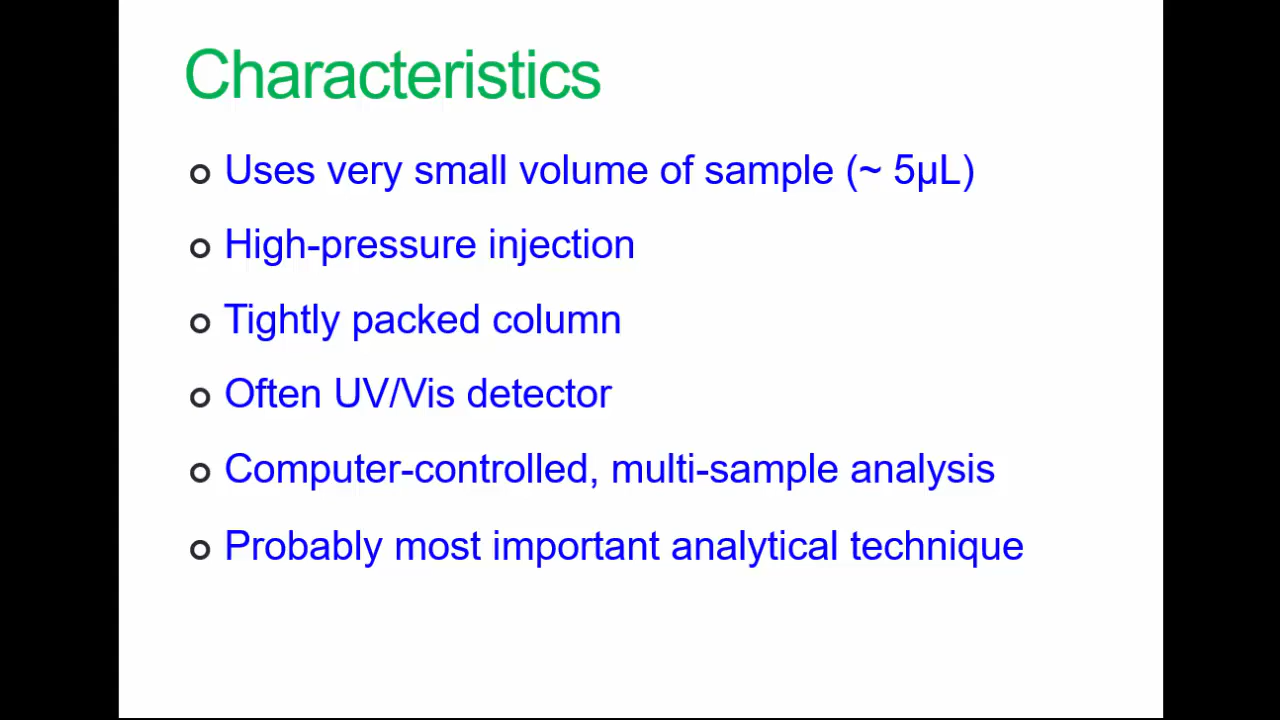 Characteristics
Uses very small volume of sample (~ 5µL)
High-pressure injection
Tightly packed column
Often UV/Vis detector
Computer-controlled, multi-sample analysis
Probably most important analytical technique